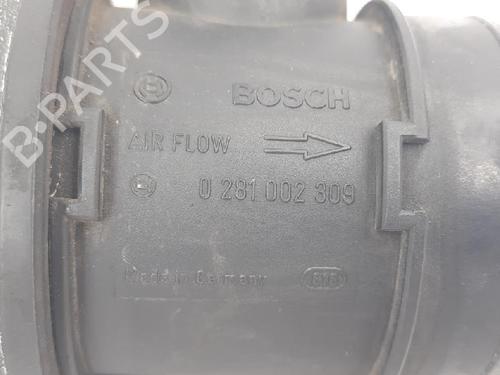 BOSCH
AIR FLOW
0 281 002 309
Made in Germany
B-PARTS